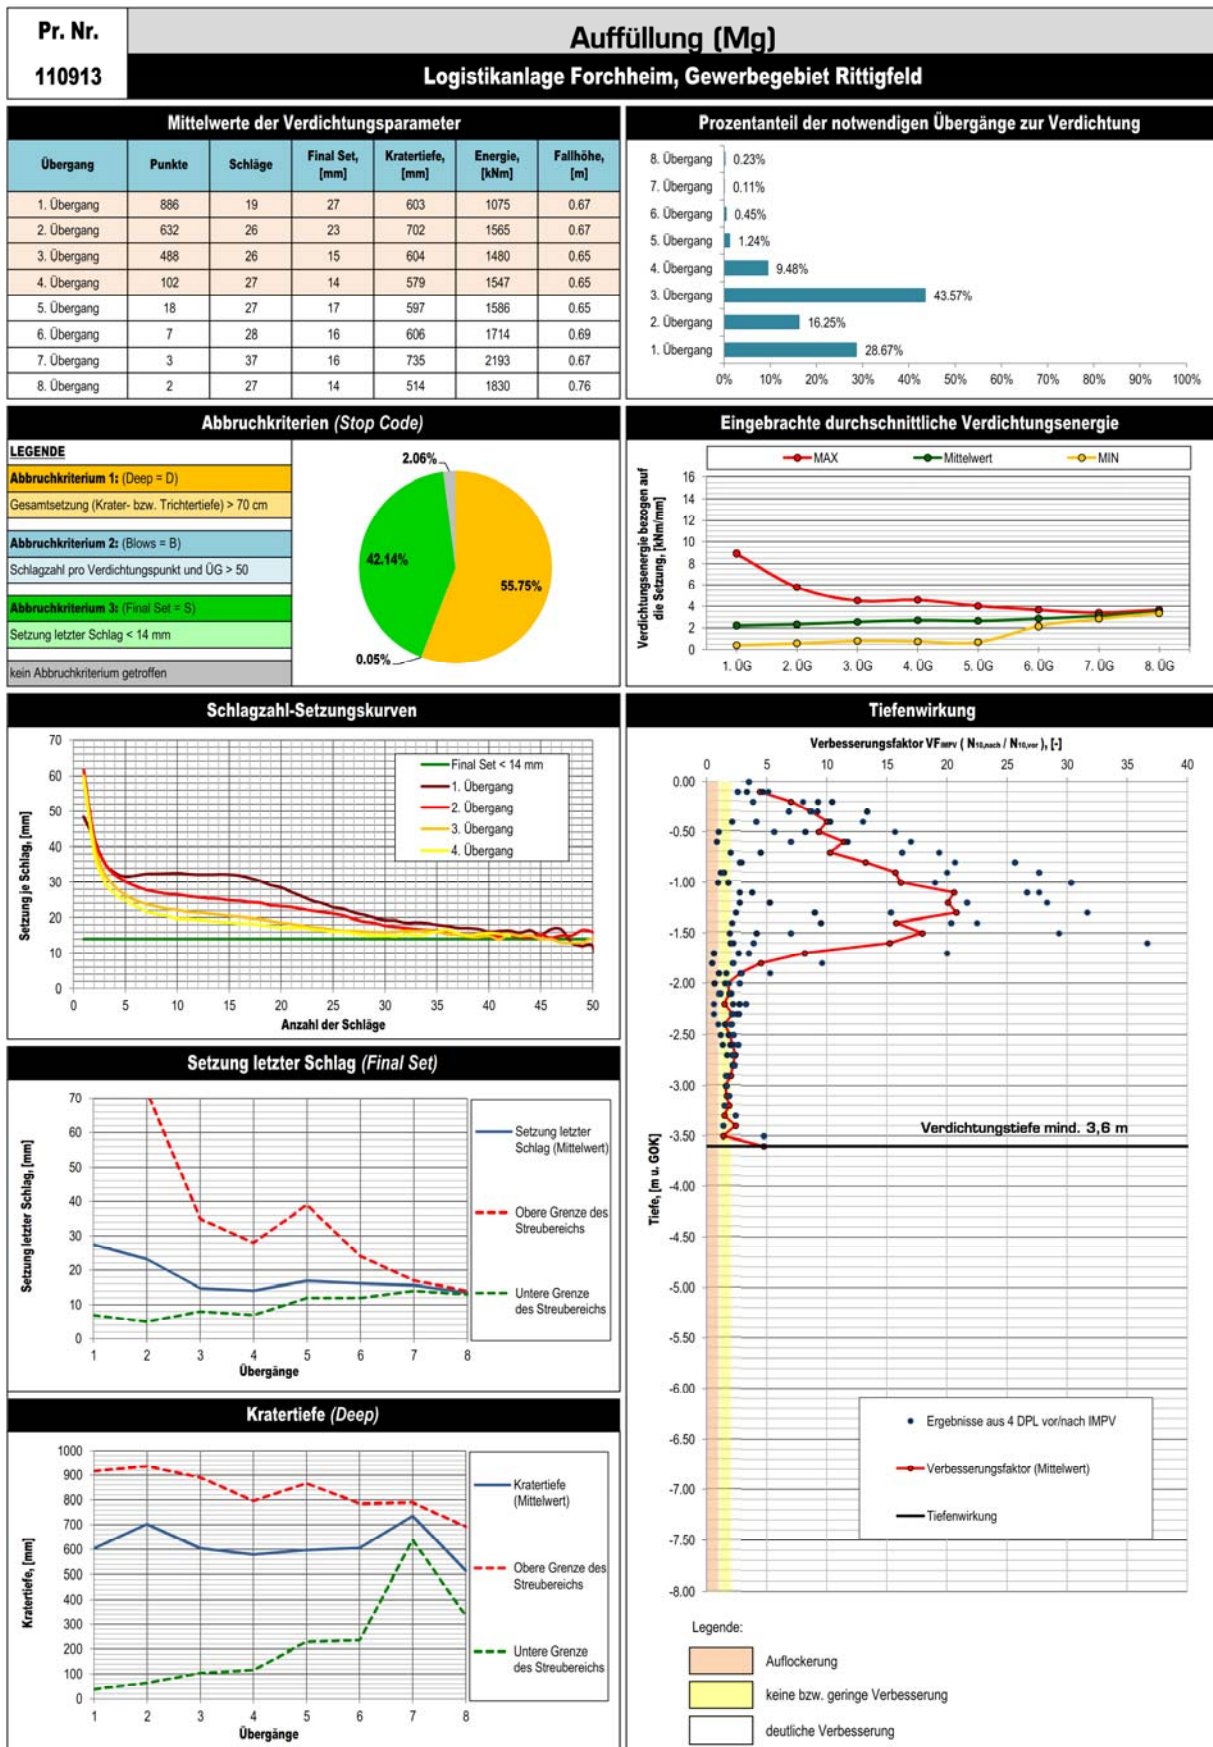 Pr. Nr.
110913
Auffüllung (Mg)
Logistikanlage Forchheim, Gewerbegebiet Rittigfeld
Mittelwerte der Verdichtungsparameter
Übergang Punkte Schläge Final Set, [mm] Kratertiefe, [mm] Energie, [kNm] Fallhöhe, [m]
1. Übergang 886 19 27 603 1075 0.67
2. Übergang 632 26 23 702 1565 0.67
3. Übergang 488 26 15 604 1480 0.65
4. Übergang 102 27 14 579 1547 0.65
5. Übergang 18 27 17 597 1586 0.65
6. Übergang 7 28 16 606 1714 0.69
7. Übergang 3 37 16 735 2193 0.67
8. Übergang 2 27 14 514 1830 0.76
Prozentanteil der notwendigen Übergänge zur Verdichtung
8. Übergang 0.23%
7. Übergang 0.11%
6. Übergang 0.45%
5. Übergang 1.24%
4. Übergang 9.48%
3. Übergang 43.57%
2. Übergang 16.25%
1. Übergang 28.67%
0% 10% 20% 30% 40% 50% 60% 70% 80% 90% 100%
Abbruchkriterien (Stop Code)
LEGENDE
Abbruchkriterium 1: (Deep = D)
Gesamtsetzung (Krater- bzw. Trichtertiefe) > 70 cm
Abbruchkriterium 2: (Blows = B)
Schlagzahl pro Verdichtungspunkt und ÜG > 50
Abbruchkriterium 3: (Final Set = S)
Setzung letzter Schlag < 14 mm
kein Abbruchkriterium getroffen
2.06%
42.14%
55.75%
0.05%
Eingebrachte durchschnittliche Verdichtungsenergie
MAX Mittelwert MIN
Verdichtungsenergie bezogen auf
die Setzung, [kNm/mm]
16
14
12
10
8
6
4
2
0
1. ÜG 2. ÜG 3. ÜG 4. ÜG 5. ÜG 6. ÜG 7. ÜG 8. ÜG
Schlagzahl-Setzungskurven
Setzung je Schlag, [mm]
70
60
50
40
30
20
10
0
Final Set < 14 mm
1. Übergang
2. Übergang
3. Übergang
4. Übergang
0 5 10 15 20 25 30 35 40 45 50
Anzahl der Schläge
Setzung letzter Schlag (Final Set)
Setzung letzter Schlag, [mm]
70
60
50
40
30
20
10
0
Setzung letzter
Schlag (Mittelwert)
Obere Grenze des
Streubereichs
Untere Grenze
des Streubereichs
1 2 3 4 5 6 7 8
Übergänge
Kratertiefe (Deep)
Kratertiefe, [mm]
1000
900
800
700
600
500
400
300
200
100
0
Kratertiefe
(Mittelwert)
Obere Grenze des
Streubereichs
Untere Grenze
des Streubereichs
1 2 3 4 5 6 7 8
Übergänge
Tiefenwirkung
Verbesserungsfaktor VFIMPV ( N10,nach / N10,vor ), [-]
0 5 10 15 20 25 30 35 40
Tiefe, [m u. GOK]
0.00
-0.50
-1.00
-1.50
-2.00
-2.50
-3.00
-3.50
-4.00
-4.50
-5.00
-5.50
-6.00
-6.50
-7.00
-7.50
-8.00
Verdichtungstiefe mind. 3,6 m
Ergebnisse aus 4 DPL vor/nach IMPV
Verbesserungsfaktor (Mittelwert)
Tiefenwirkung
Legende:
Auflockerung
keine bzw. geringe Verbesserung
deutliche Verbesserung